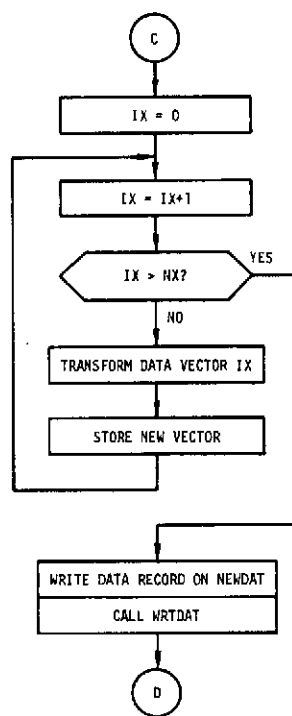 C
IX = 0
IX = IX+1
IX > NX?
YES
NO
TRANSFORM DATA VECTOR IX
STORE NEW VECTOR
WRITE DATA RECORD ON NEWDAT
CALL WRTDAT
D